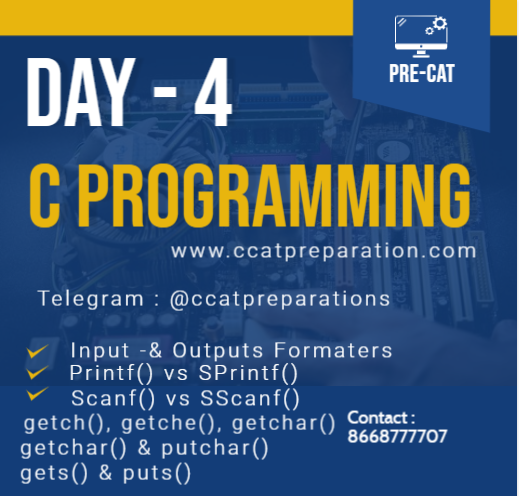 PRE-CAT
DAY - 4
C PROGRAMMING
www.ccatpreparation.com
Telegram : @ccatpreparations
Input -& Outputs Formaters
Printf() vs SPrintf()
Scanf() vs SScanf()
getch(), getche(), getchar()
getchar() & putchar()
gets() & puts()
Contact :
8668777707